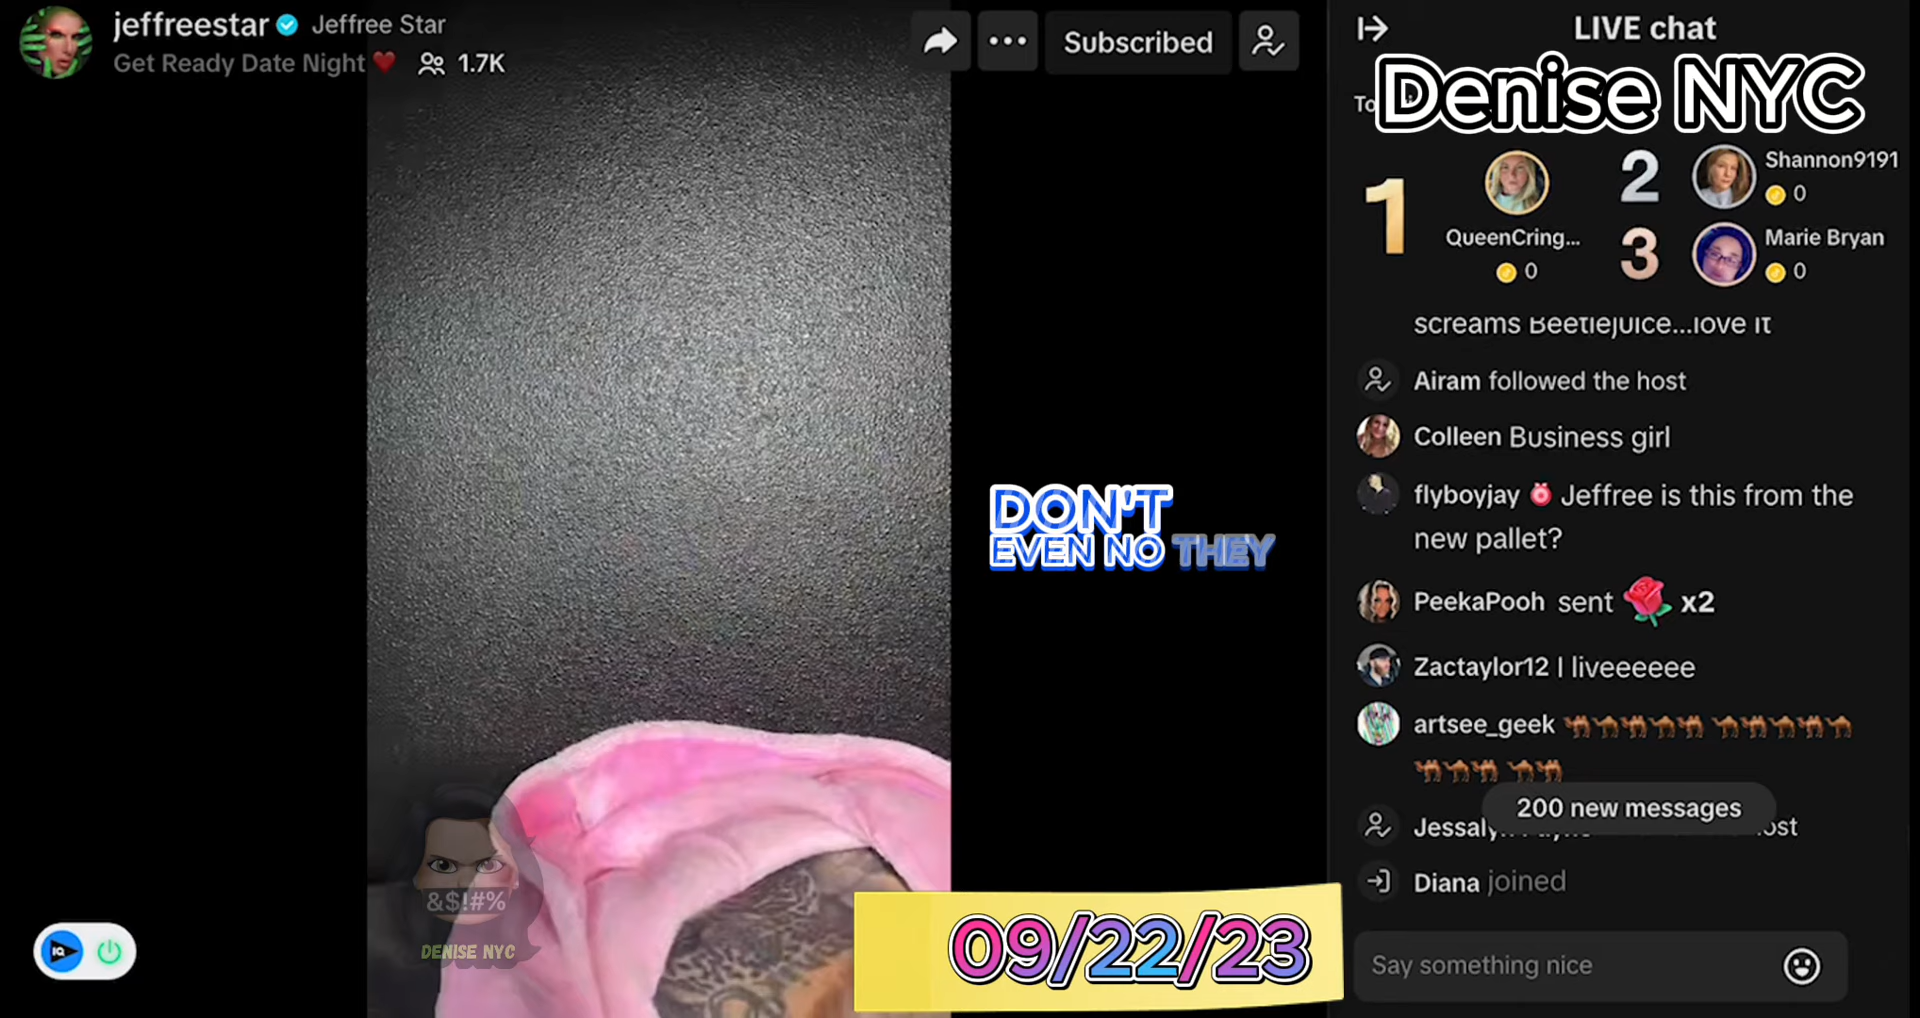 jeffreestar Jeffree Star
Get Ready Date Night 1.7K
Subscribed
LIVE chat
Denise NYC
To
1
QueenCring...
0
2
Shannon9191
0
3
Marie Bryan
0
screams Beetlejuice...love it
Airam followed the host
Colleen Business girl
flyboyjay Jeffree is this from the
new pallet?
PeekaPooh sent x2
Zactaylor12 I liveeeeee
artsee_geek
200 new messages
Diana joined
Say something nice
DON'T
EVEN NO THEY
&$!#%
DENISE NYC
09/22/23
IQ